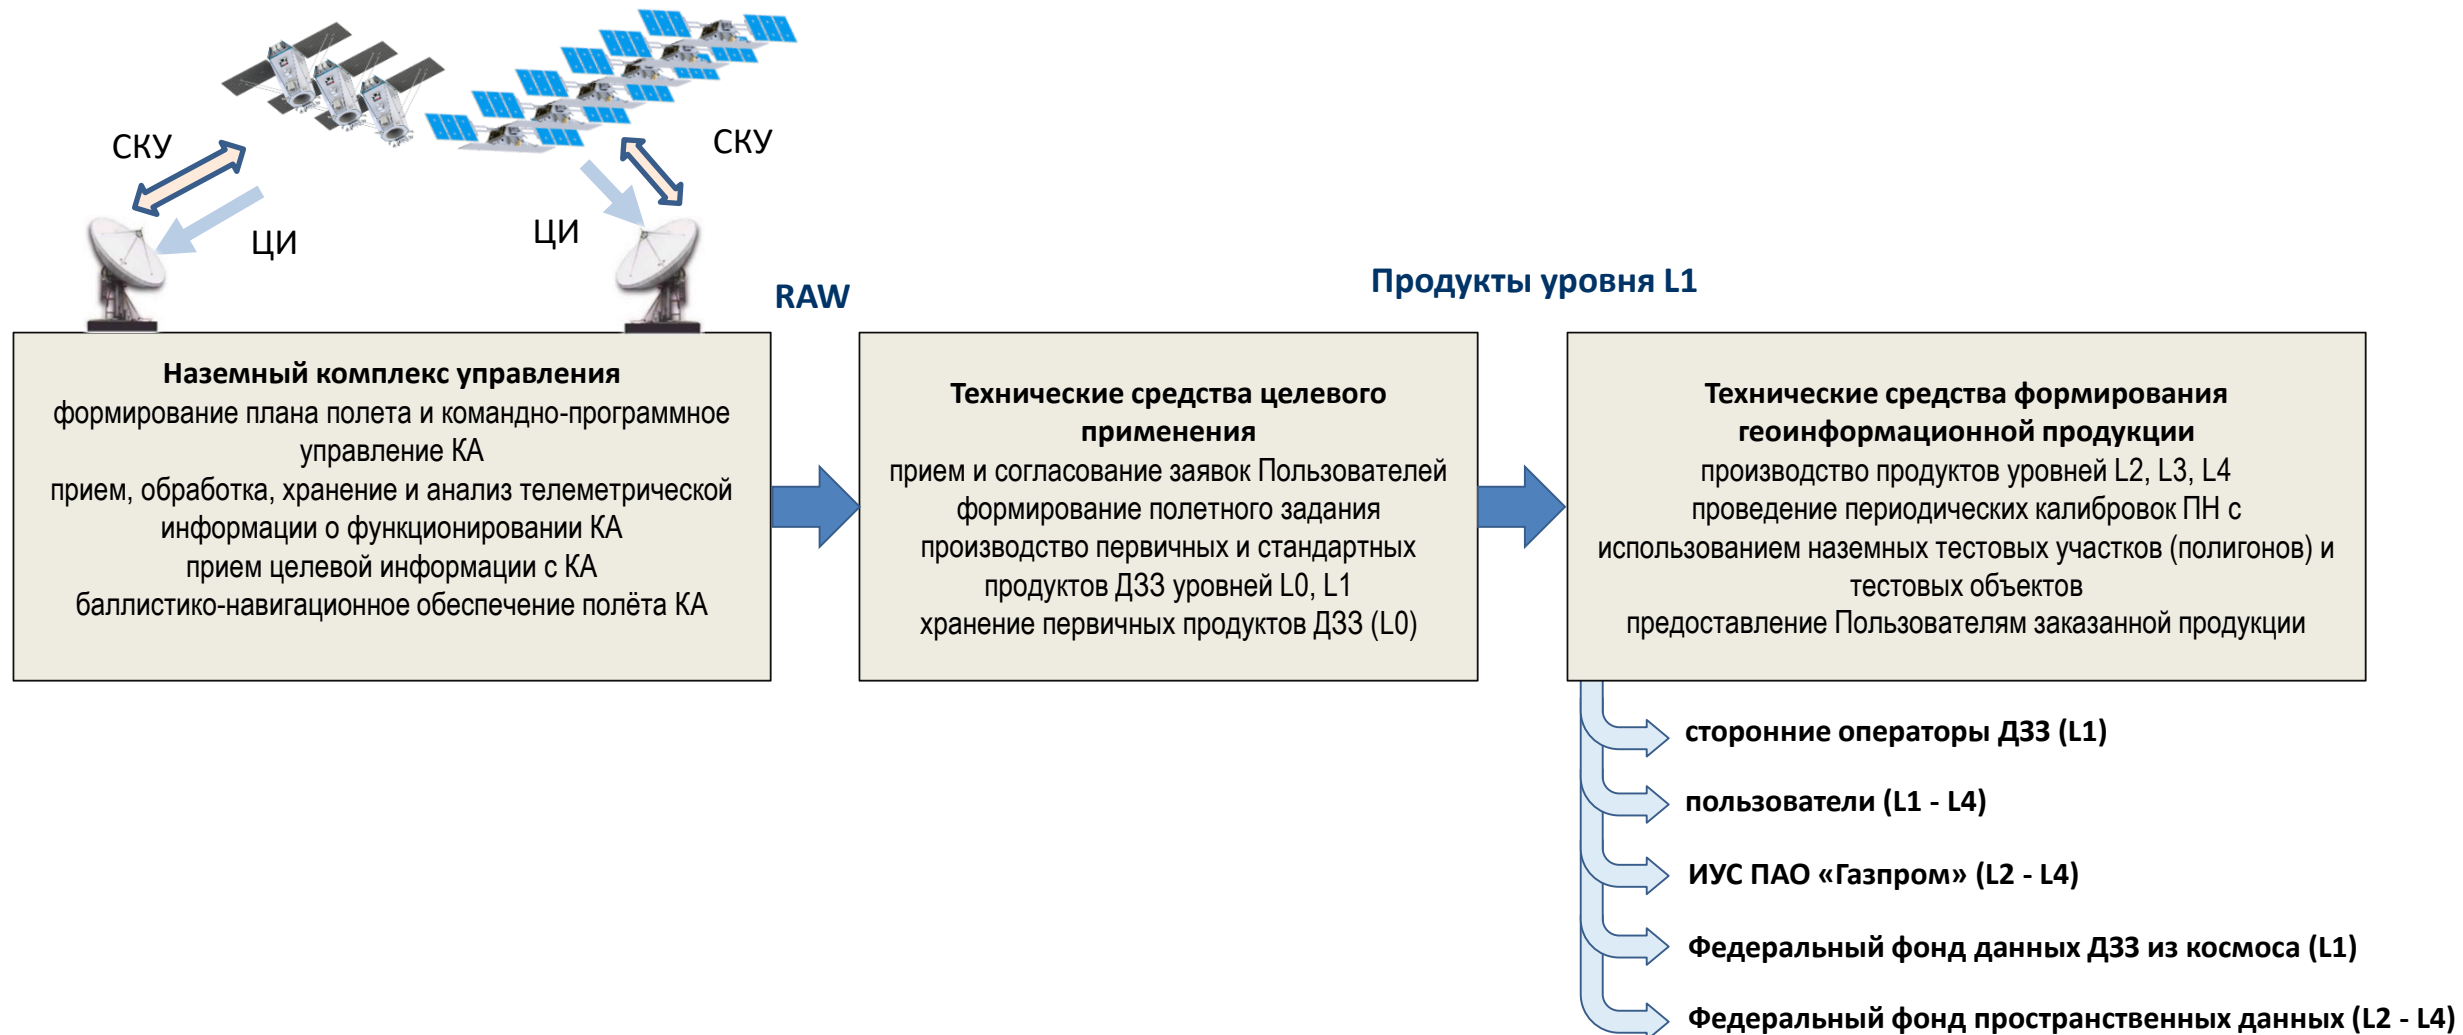 СКУ
СКУ
ЦИ
ЦИ
RAW
Продукты уровня L1
Наземный комплекс управления
формирование плана полета и командно-программное
управление КА
прием, обработка, хранение и анализ телеметрической
информации о функционировании КА
прием целевой информации с КА
баллистико-навигационное обеспечение полёта КА
Технические средства целевого
применения
прием и согласование заявок Пользователей
формирование полетного задания
производство первичных и стандартных
продуктов ДЗЗ уровней L0, L1
хранение первичных продуктов ДЗЗ (L0)
Технические средства формирования
геоинформационной продукции
производство продуктов уровней L2, L3, L4
проведение периодических калибровок ПН с
использованием наземных тестовых участков (полигонов) и
тестовых объектов
предоставление Пользователям заказанной продукции
сторонние операторы ДЗЗ (L1)
пользователи (L1 - L4)
ИУС ПАО «Газпром» (L2 - L4)
Федеральный фонд данных ДЗЗ из космоса (L1)
Федеральный фонд пространственных данных (L2 - L4)